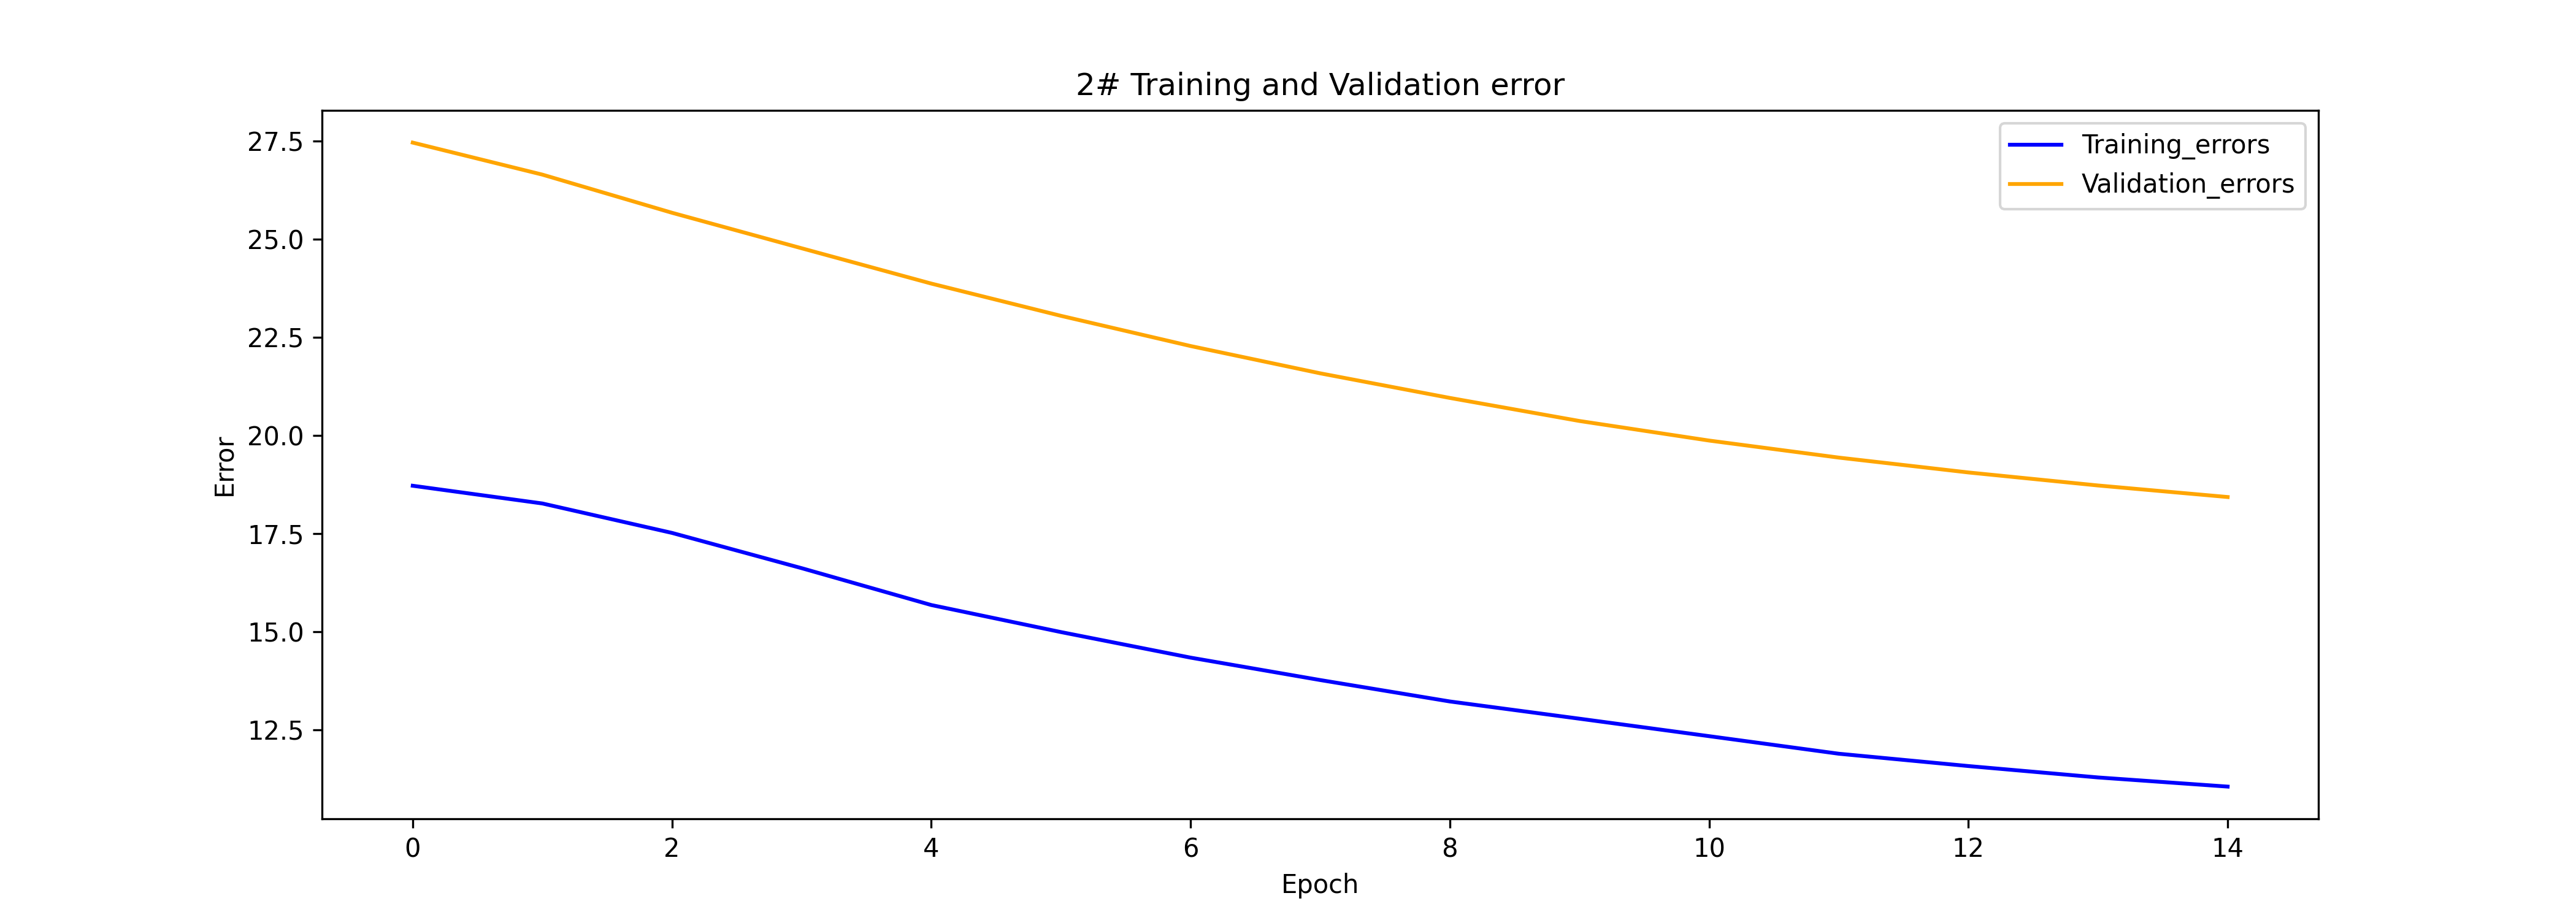 2# Training and Validation error
27.5
25.0
22.5
20.0
17.5
15.0
12.5
Error
Training_errors
Validation_errors
0 2 4 6 8 10 12 14
Epoch